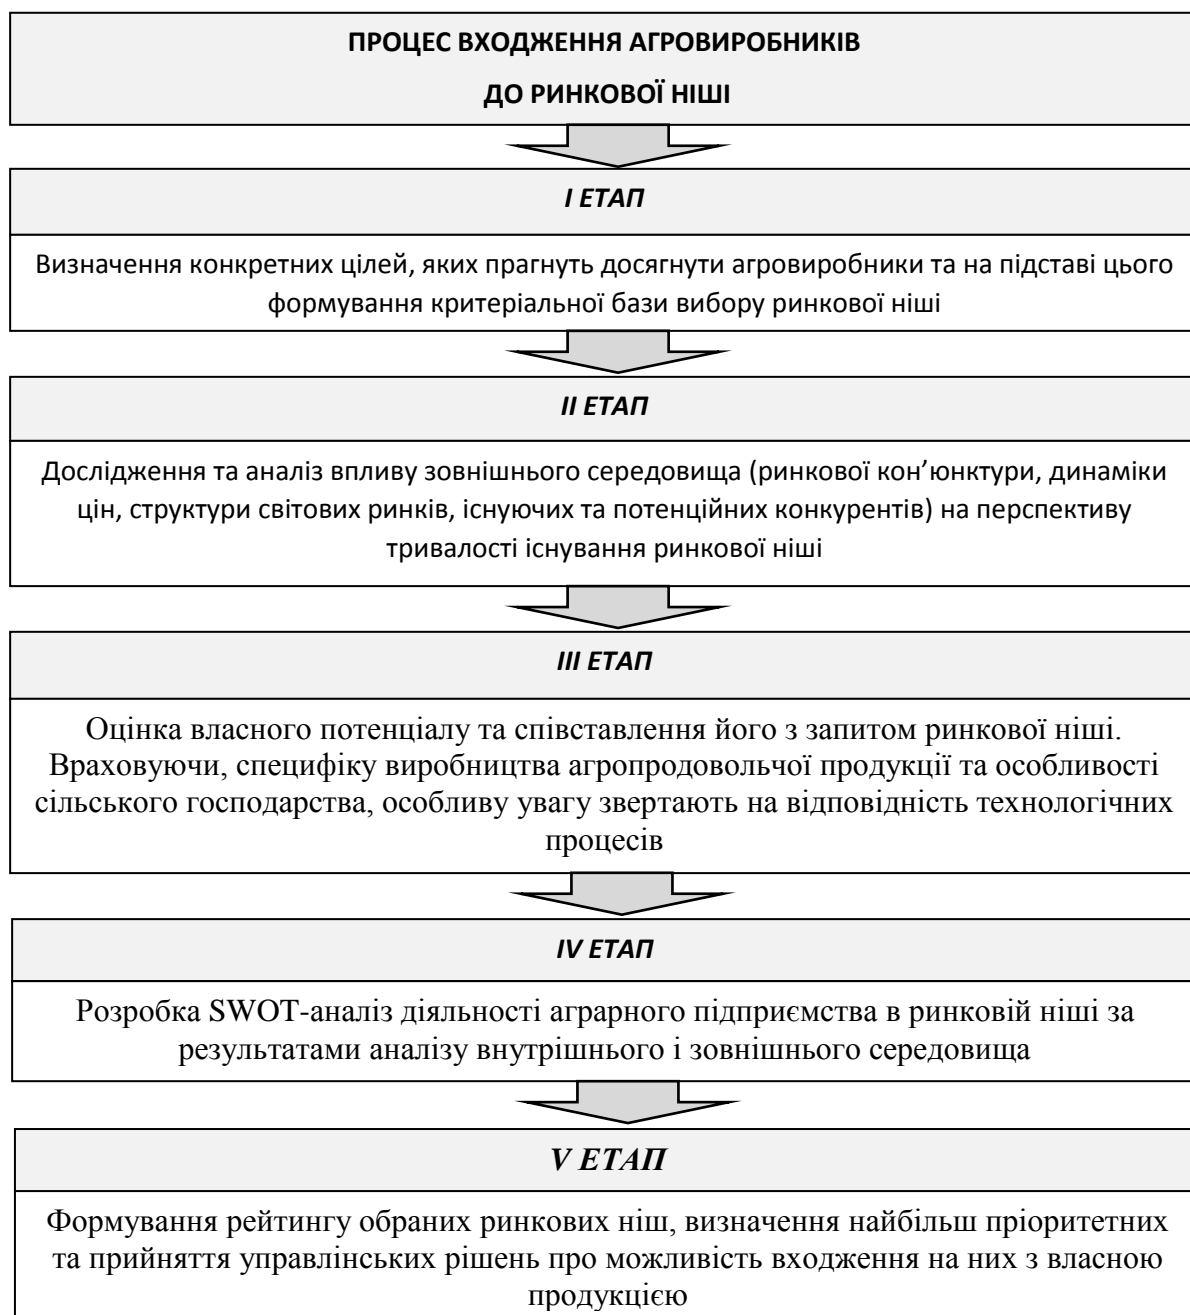 ПРОЦЕС ВХОДЖЕННЯ АГРОВИРОБНИКІВ
ДО РИНКОВОЇ НІШІ
І ЕТАП
Визначення конкретних цілей, яких прагнуть досягнути агровиробники та на підставі цього
формування критеріальної бази вибору ринкової ніші
ІІ ЕТАП
Дослідження та аналіз впливу зовнішнього середовища (ринкової кон’юнктури, динаміки
цін, структури світових ринків, існуючих та потенційних конкурентів) на перспективу
тривалості існування ринкової ніші
ІІІ ЕТАП
Оцінка власного потенціалу та співставлення його з запитом ринкової ніші.
Враховуючи, специфіку виробництва агропродовольчої продукції та особливості
сільського господарства, особливу увагу звертають на відповідність технологічних
процесів
IV ЕТАП
Розробка SWOT-аналіз діяльності аграрного підприємства в ринковій ніші за
результатами аналізу внутрішнього і зовнішнього середовища
V ЕТАП
Формування рейтингу обраних ринкових ніш, визначення найбільш пріоритетних
та прийняття управлінських рішень про можливість входження на них з власною
продукцією